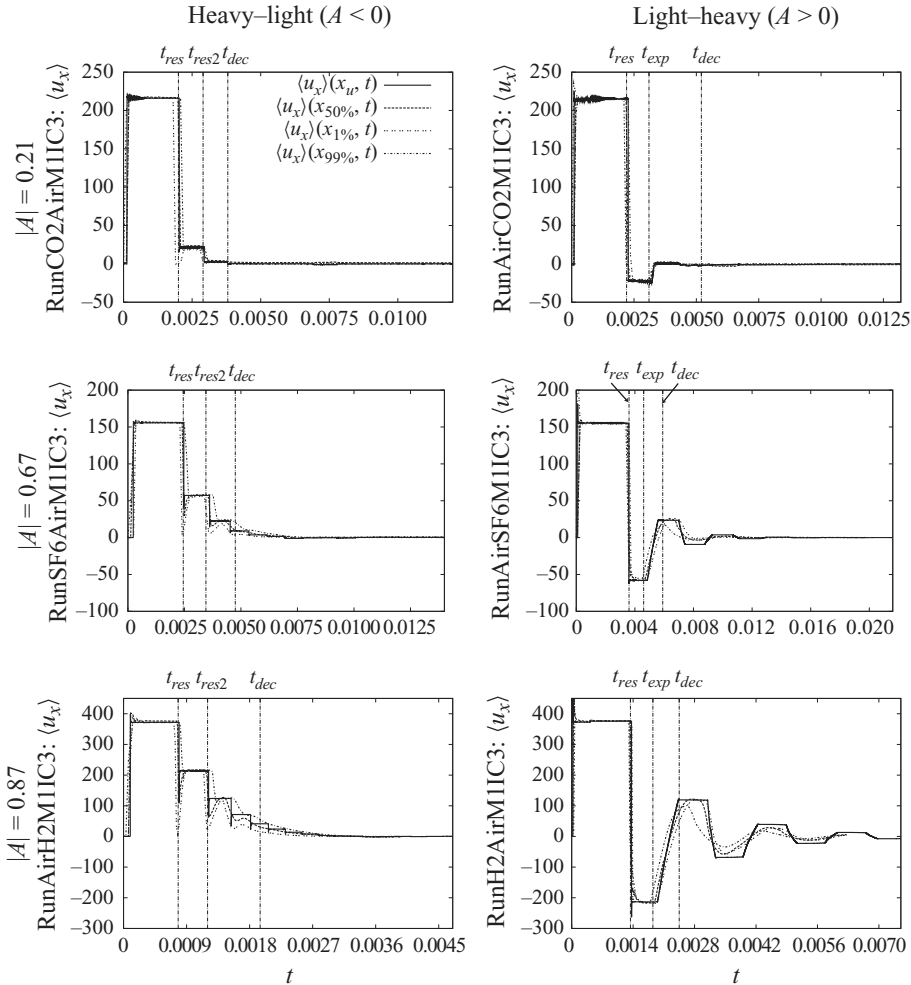 Heavy–light (A < 0)
Light–heavy (A > 0)
t_res t_res2 t_dec
t_res t_exp t_dec
|A| = 0.21
RunCO2AirM1IC3: ⟨u_x⟩
250
200
150
100
50
0
–50
0 0.0025 0.0050 0.0075 0.0100
⟨u_x⟩(x_u, t)
⟨u_x⟩(x_50%, t)
⟨u_x⟩(x_1%, t)
⟨u_x⟩(x_99%, t)
RunAirCO2M1IC3: ⟨u_x⟩
250
200
150
100
50
0
–50
0 0.0025 0.0050 0.0075 0.0100 0.0125
t_res t_res2 t_dec
t_res t_exp t_dec
|A| = 0.67
RunSF6AirM1IC3: ⟨u_x⟩
200
150
100
50
0
–50
–100
0 0.0025 0.0050 0.0075 0.0100 0.0125
RunAirSF6M1IC3: ⟨u_x⟩
200
150
100
50
0
–50
–100
0 0.004 0.008 0.012 0.016 0.020
t_res t_res2 t_dec
t_res t_exp t_dec
|A| = 0.87
RunAirH2M1IC3: ⟨u_x⟩
400
300
200
100
0
–100
–200
–300
0 0.0009 0.0018 0.0027 0.0036 0.0045
t
RunH2AirM1IC3: ⟨u_x⟩
400
300
200
100
0
–100
–200
–300
0 0.0014 0.0028 0.0042 0.0056 0.0070
t